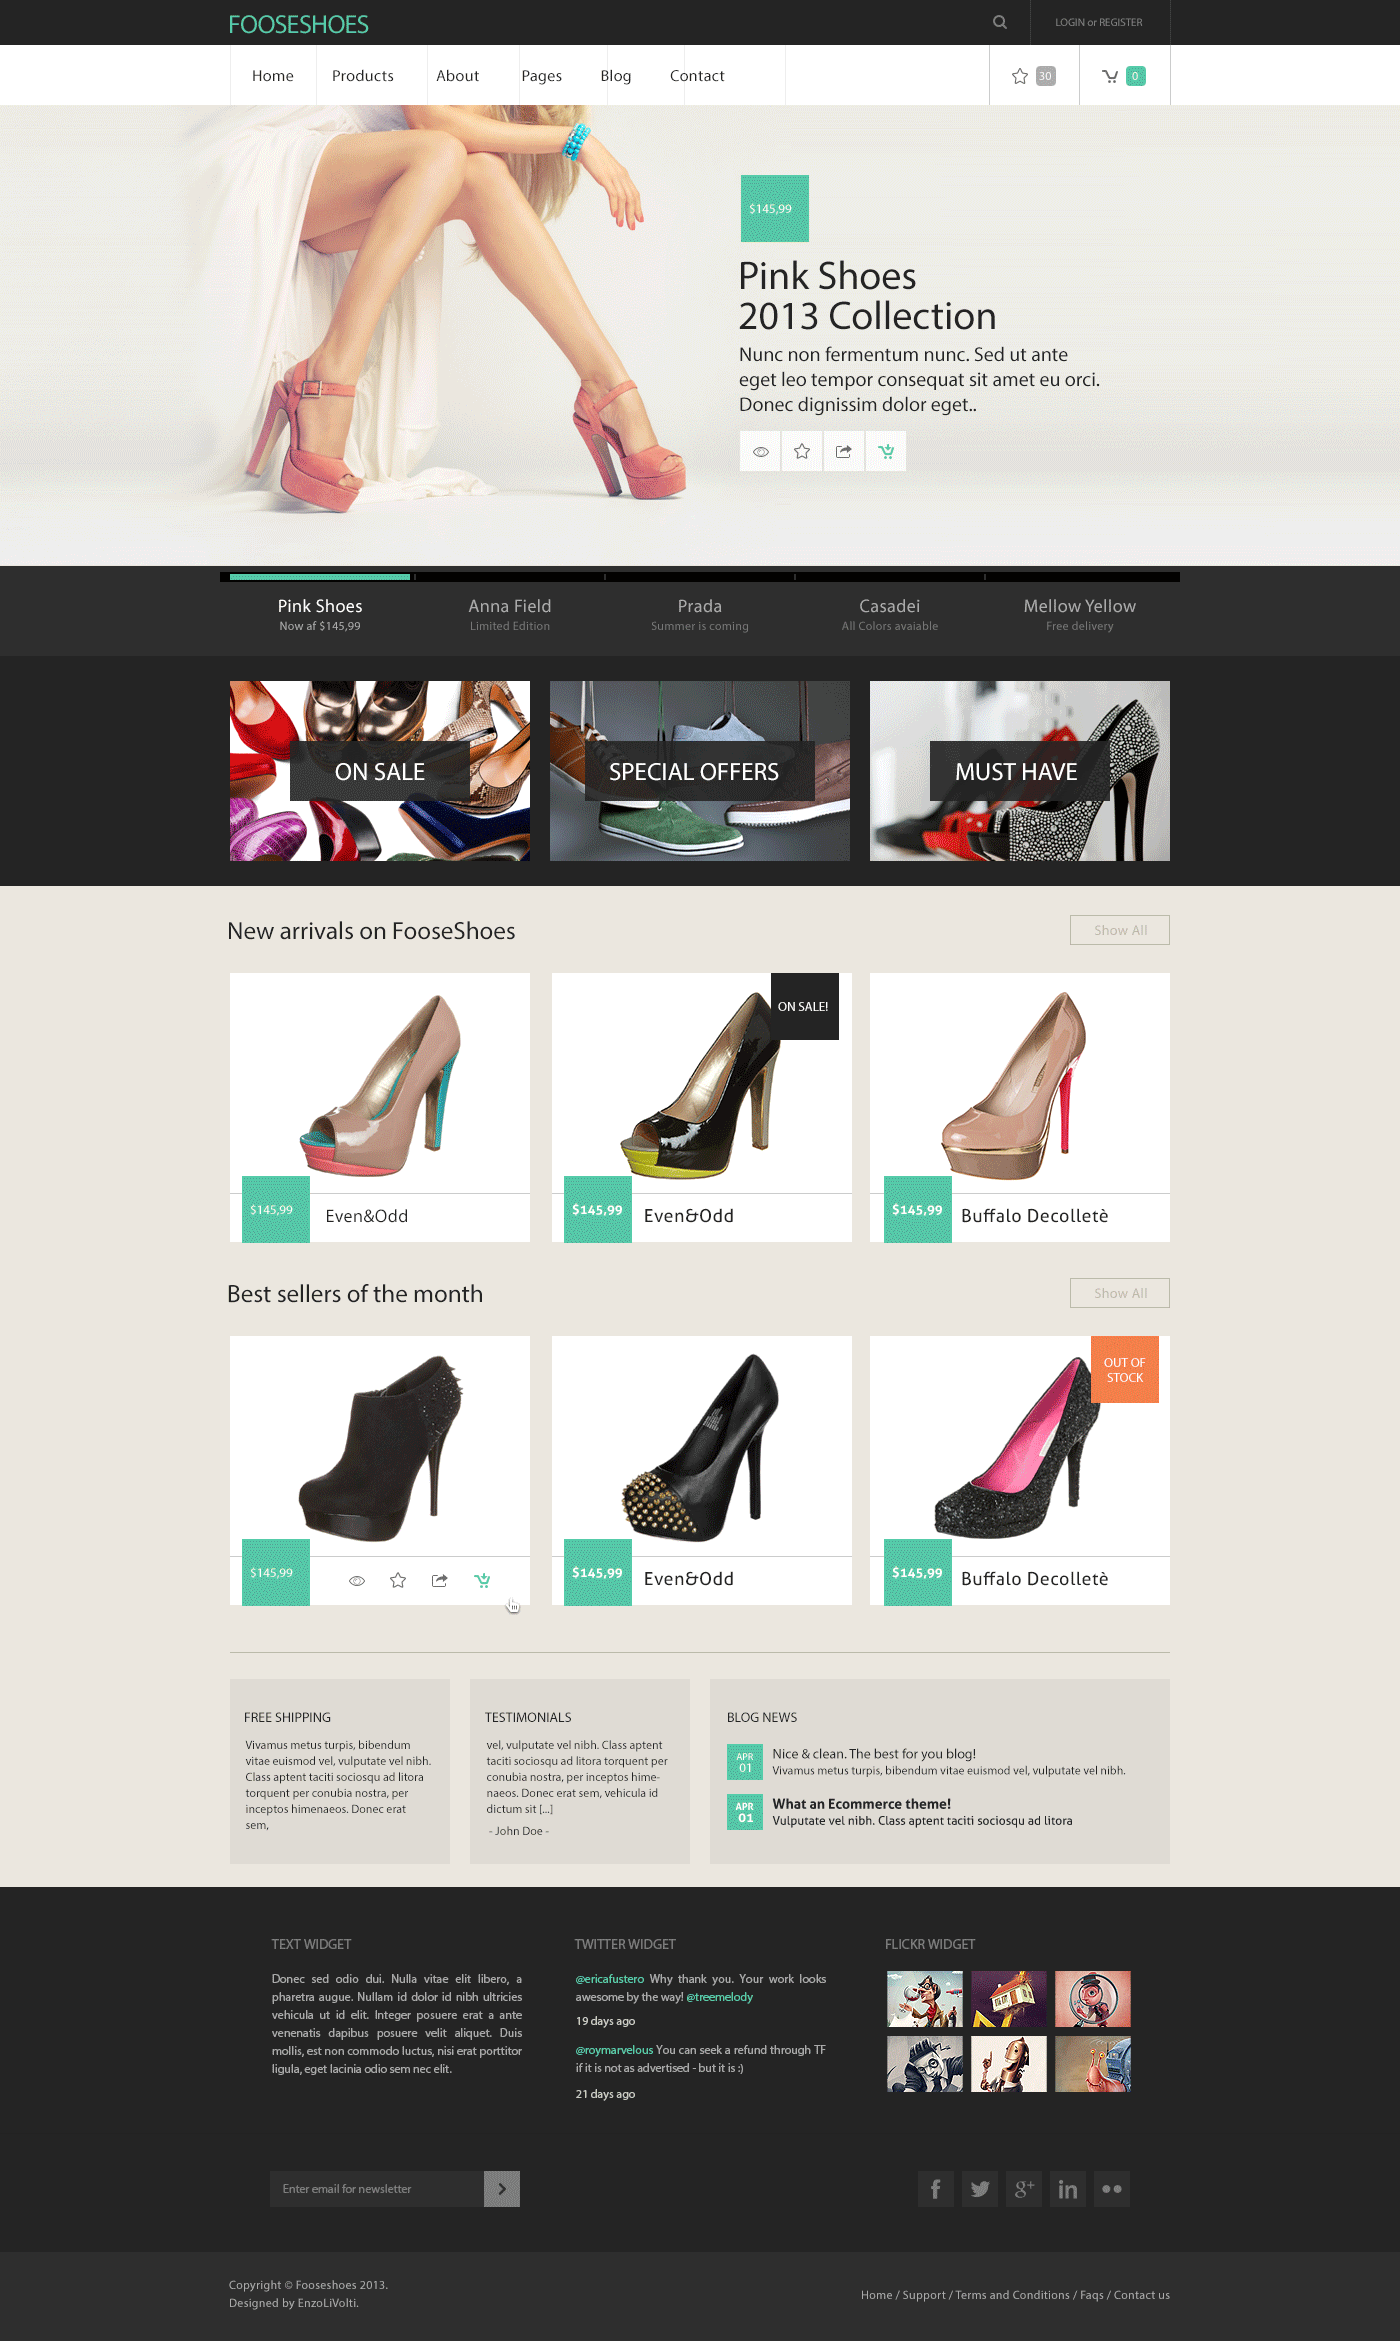 FOOSESHOES
LOGIN or REGISTER
Home
Products
About
Pages
Blog
Contact
30
0
$145,99
Pink Shoes
2013 Collection
Nunc non fermentum nunc. Sed ut ante
eget leo tempor consequat sit amet eu orci.
Donec dignissim dolor eget..
Pink Shoes
Now af $145,99
Anna Field
Limited Edition
Prada
Summer is coming
Casadei
All Colors avaiable
Mellow Yellow
Free delivery
ON SALE
SPECIAL OFFERS
MUST HAVE
New arrivals on FooseShoes
Show All
ON SALE!
$145,99
Even&Odd
$145,99
Even&Odd
$145,99
Buffalo Decolletè
Best sellers of the month
Show All
OUT OF
STOCK
$145,99
$145,99
Even&Odd
$145,99
Buffalo Decolletè
FREE SHIPPING
Vivamus metus turpis, bibendum
vitae euismod vel, vulputate vel nibh.
Class aptent taciti sociosqu ad litora
torquent per conubia nostra, per
inceptos himenaeos. Donec erat
sem,
TESTIMONIALS
vel, vulputate vel nibh. Class aptent
taciti sociosqu ad litora torquent per
conubia nostra, per inceptos hime-
naeos. Donec erat sem, vehicula id
dictum sit [...]
- John Doe -
BLOG NEWS
APR
01
Nice & clean. The best for you blog!
Vivamus metus turpis, bibendum vitae euismod vel, vulputate vel nibh.
APR
01
What an Ecommerce theme!
Vulputate vel nibh. Class aptent taciti sociosqu ad litora
TEXT WIDGET
Donec sed odio dui. Nulla vitae elit libero, a
pharetra augue. Nullam id dolor id nibh ultricies
vehicula ut id elit. Integer posuere erat a ante
venenatis dapibus posuere velit aliquet. Duis
mollis, est non commodo luctus, nisi erat porttitor
ligula, eget lacinia odio sem nec elit.
TWITTER WIDGET
@ericafustero Why thank you. Your work looks
awesome by the way! @treemelody
19 days ago
@roymarvelous You can seek a refund through TF
if it is not as advertised - but it is :)
21 days ago
FLICKR WIDGET
Enter email for newsletter
f
g+
in
Copyright © Fooseshoes 2013.
Designed by EnzoLiVolti.
Home / Support / Terms and Conditions / Faqs / Contact us